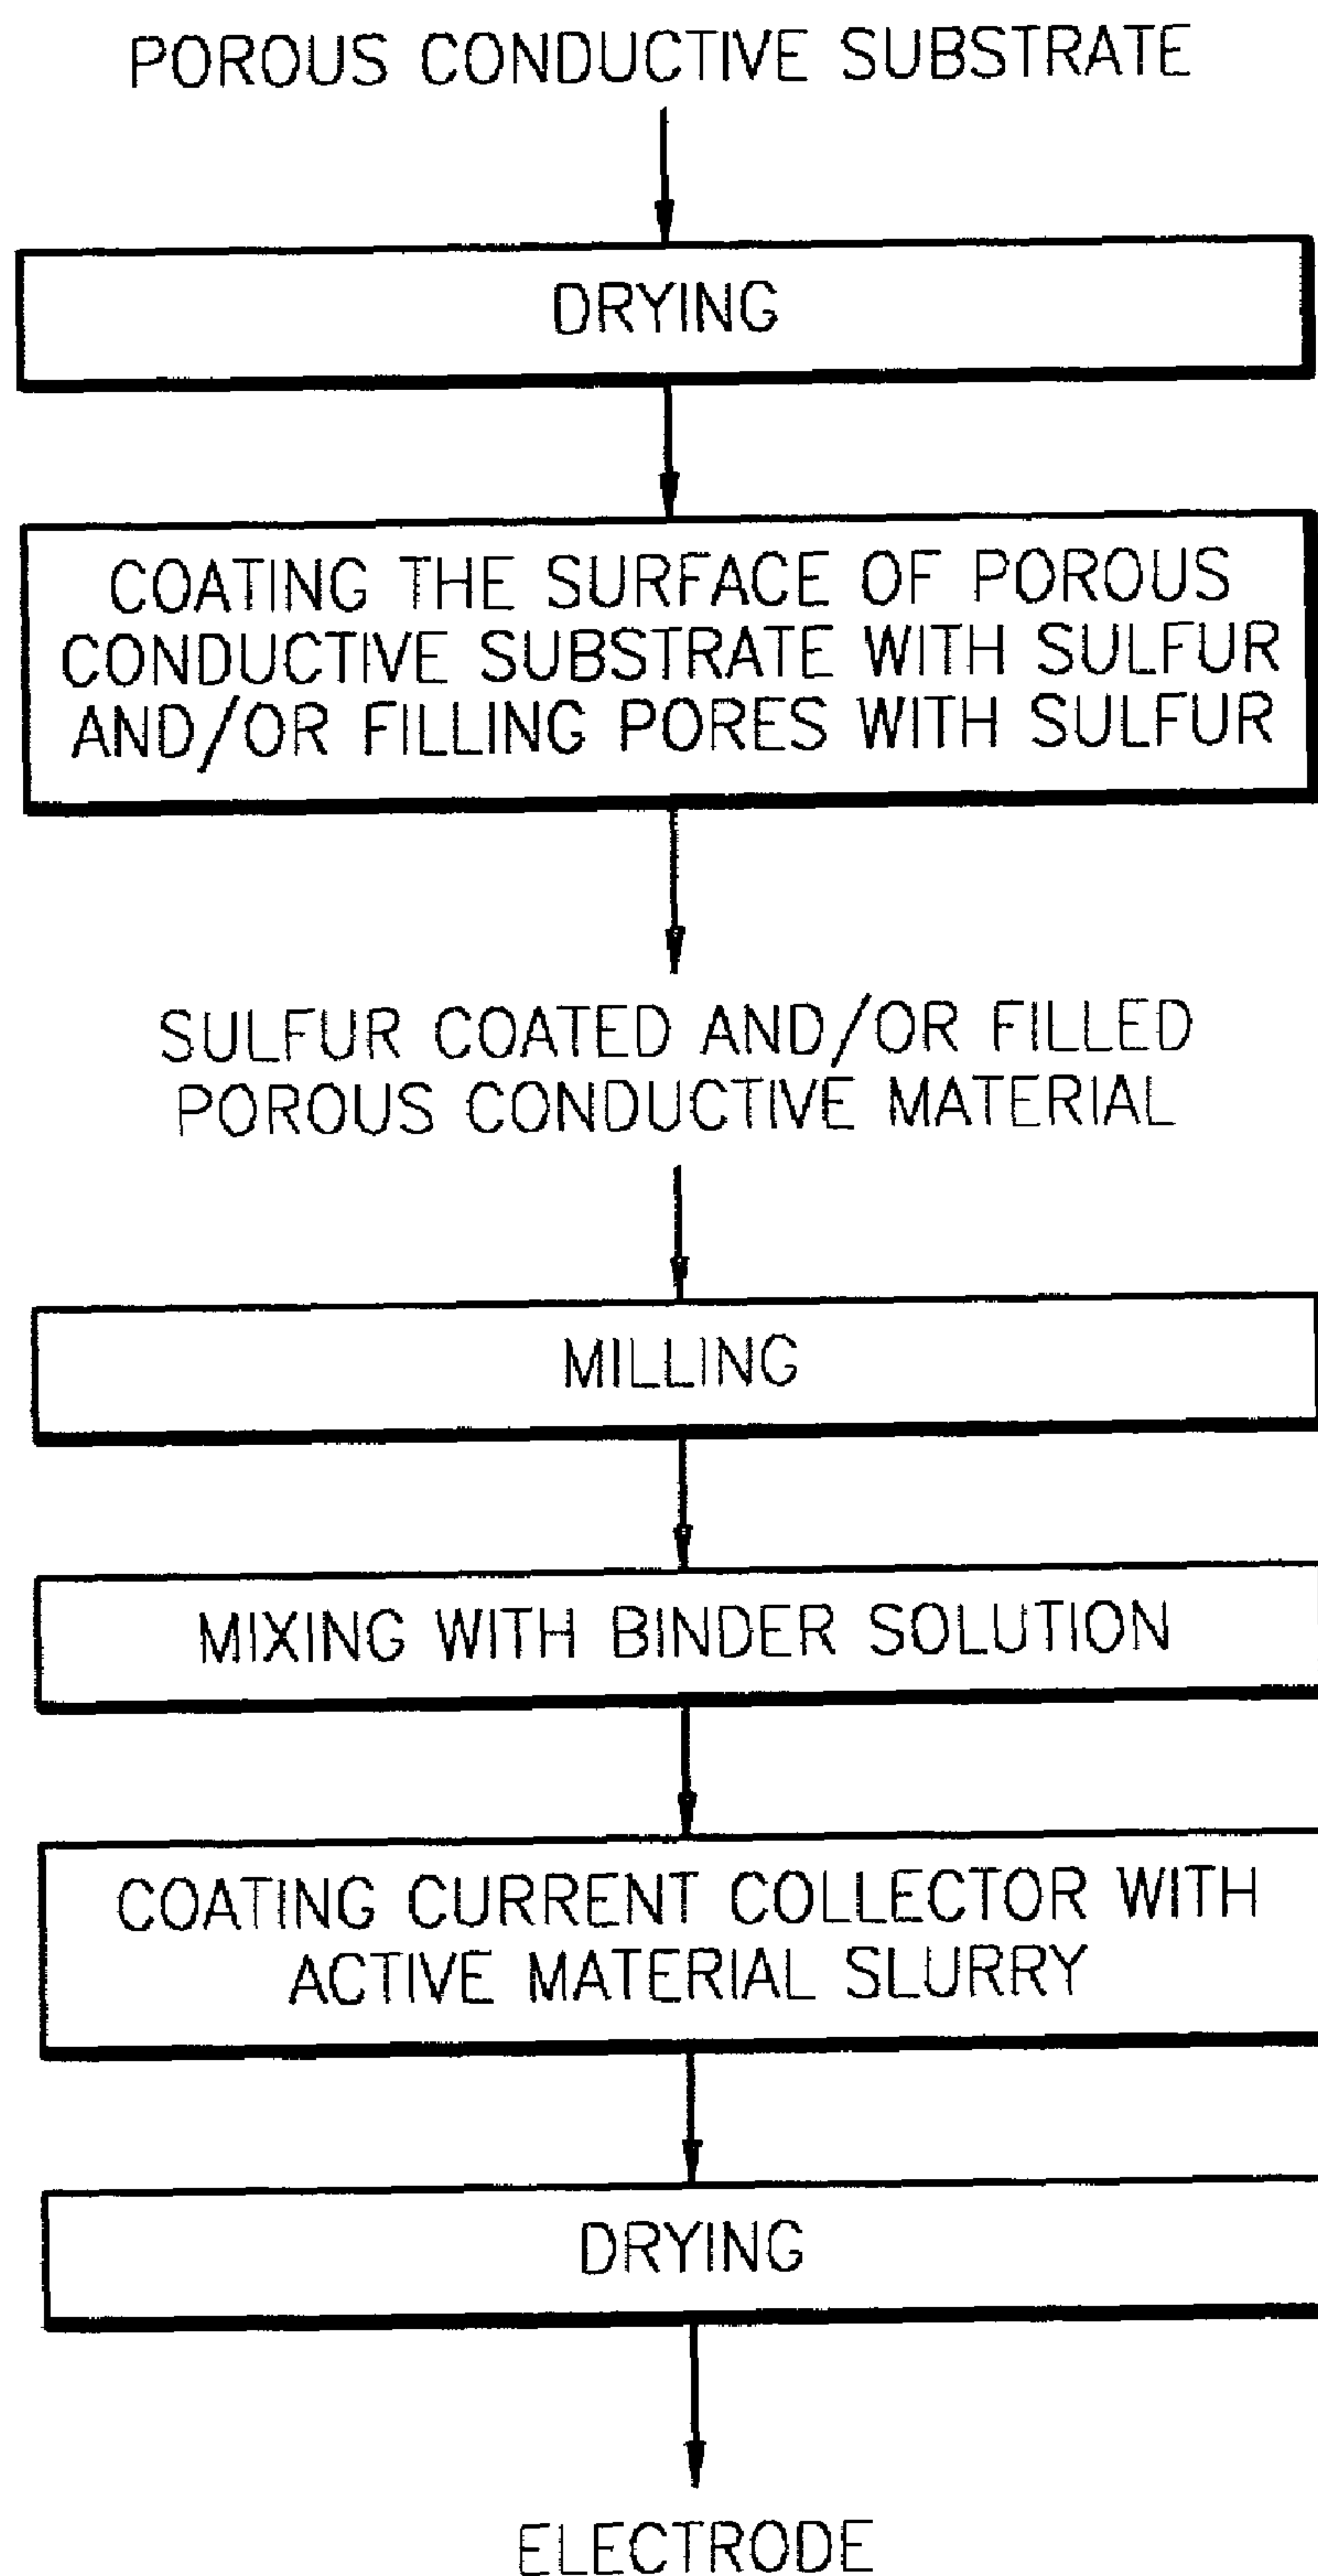 POROUS CONDUCTIVE SUBSTRATE
DRYING
COATING THE SURFACE OF POROUS
CONDUCTIVE SUBSTRATE WITH SULFUR
AND/OR FILLING PORES WITH SULFUR
SULFUR COATED AND/OR FILLED
POROUS CONDUCTIVE MATERIAL
MILLING
MIXING WITH BINDER SOLUTION
COATING CURRENT COLLECTOR WITH
ACTIVE MATERIAL SLURRY
DRYING
ELECTRODE